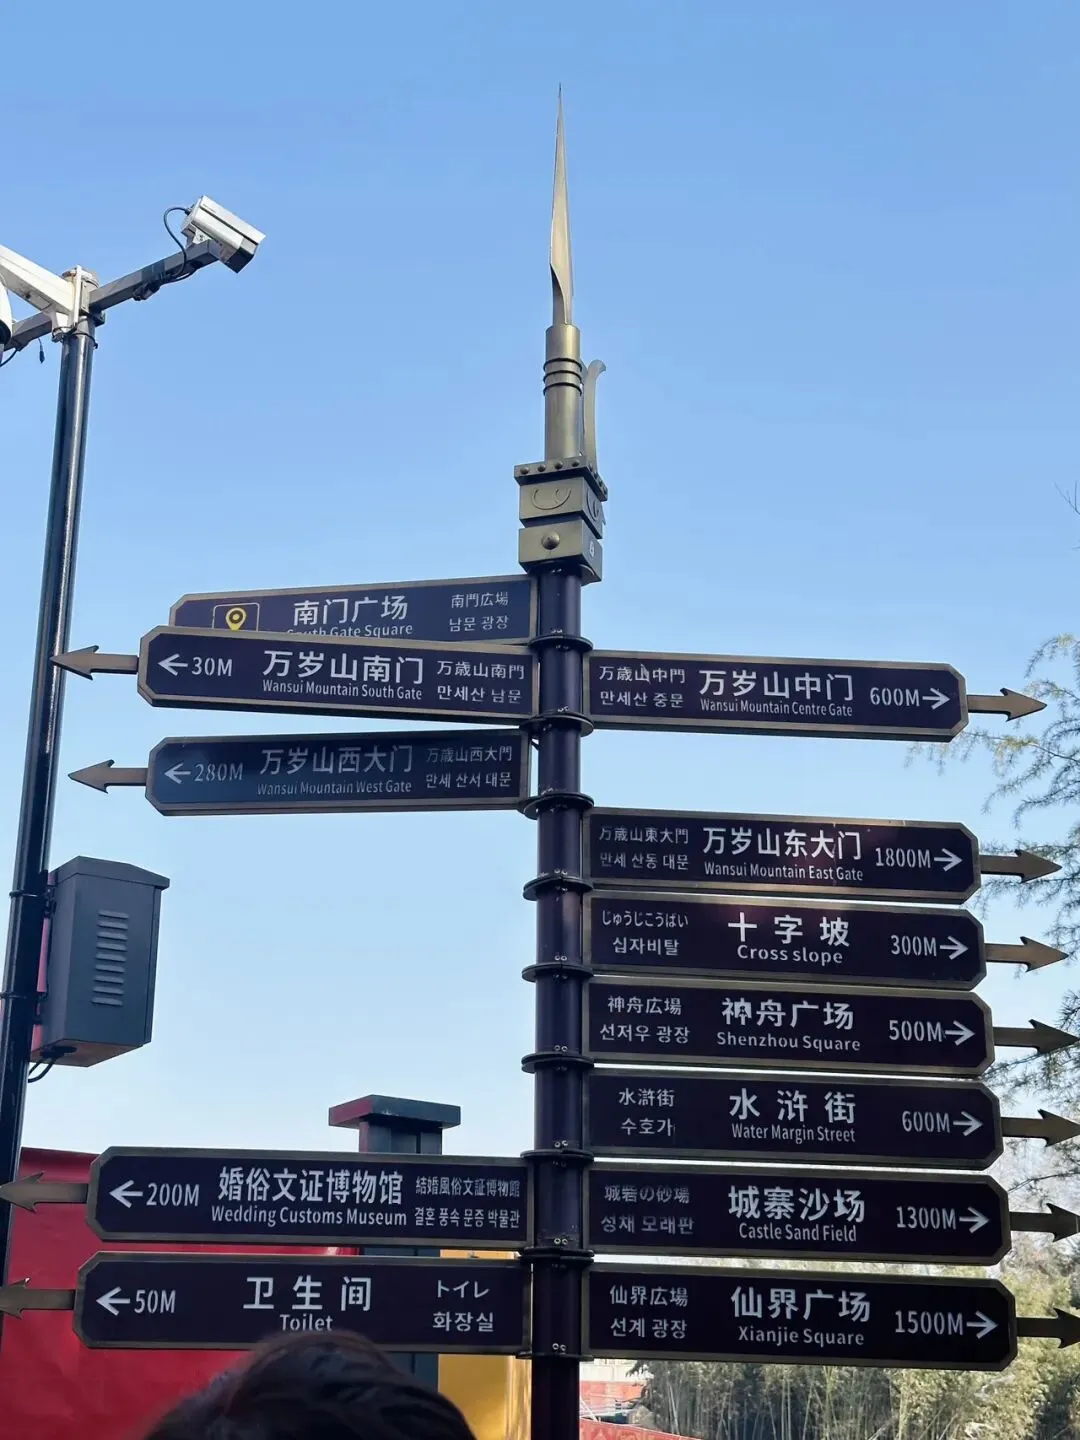 南门广场
South Gate Square
南門広場
남문 광장
←30M
万岁山南门
Wansui Mountain South Gate
万歳山南門
만세산 남문
万歳山中門
만세산 중문
万岁山中门
Wansui Mountain Centre Gate
600M→
←280M
万岁山西大门
Wansui Mountain West Gate
万歳山西大門
만세 산서 대문
万歳山東大門
만세 산동 대문
万岁山东大门
Wansui Mountain East Gate
1800M→
じゅうじこうばい
십자비탈
十字坡
Cross slope
300M→
神舟広場
선저우 광장
神舟广场
Shenzhou Square
500M→
水滸街
수호가
水浒街
Water Margin Street
600M→
←200M
婚俗文证博物馆
Wedding Customs Museum
結婚風俗文証博物館
결혼 풍속 문증 박물관
城砦の砂場
성채 모래판
城寨沙场
Castle Sand Field
1300M→
←50M
卫生间
Toilet
トイレ
화장실
仙界広場
선계 광장
仙界广场
Xianjie Square
1500M→